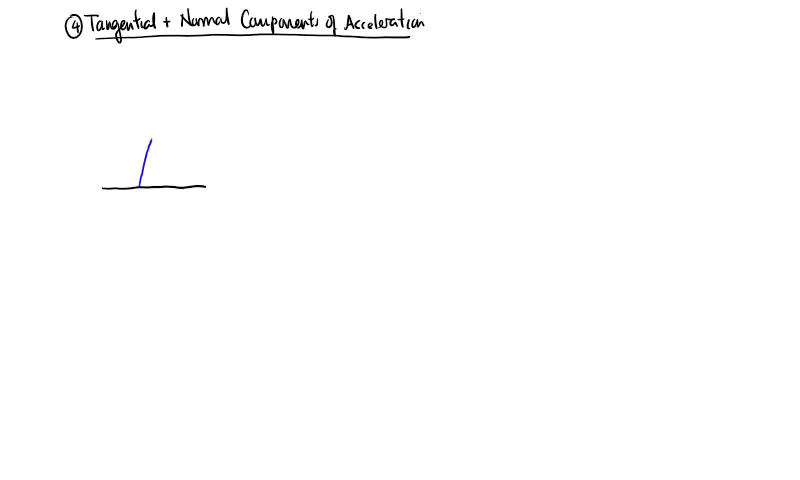 ④ Tangential + Normal Components of Acceleration